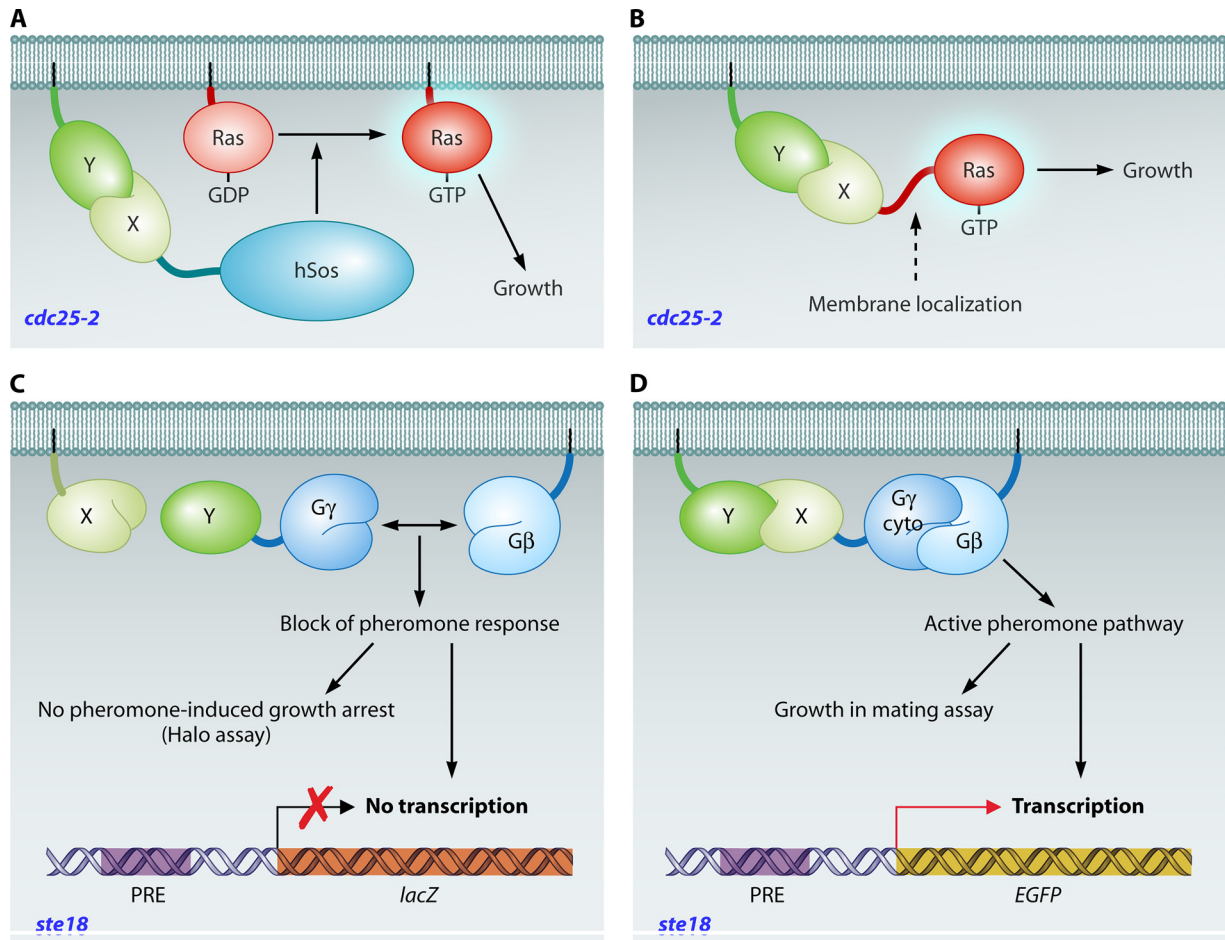 A
Ras
Ras
Y
GDP
GTP
X
hSos
Growth
cdc25-2
B
Y
X
Ras
Growth
GTP
Membrane localization
cdc25-2
C
X
Y
Gγ
Gβ
Block of pheromone response
No pheromone-induced growth arrest
(Halo assay)
No transcription
PRE
lacZ
ste18
D
Y
X
Gγ
cyto
Gβ
Active pheromone pathway
Growth in mating assay
Transcription
PRE
EGFP
ste18